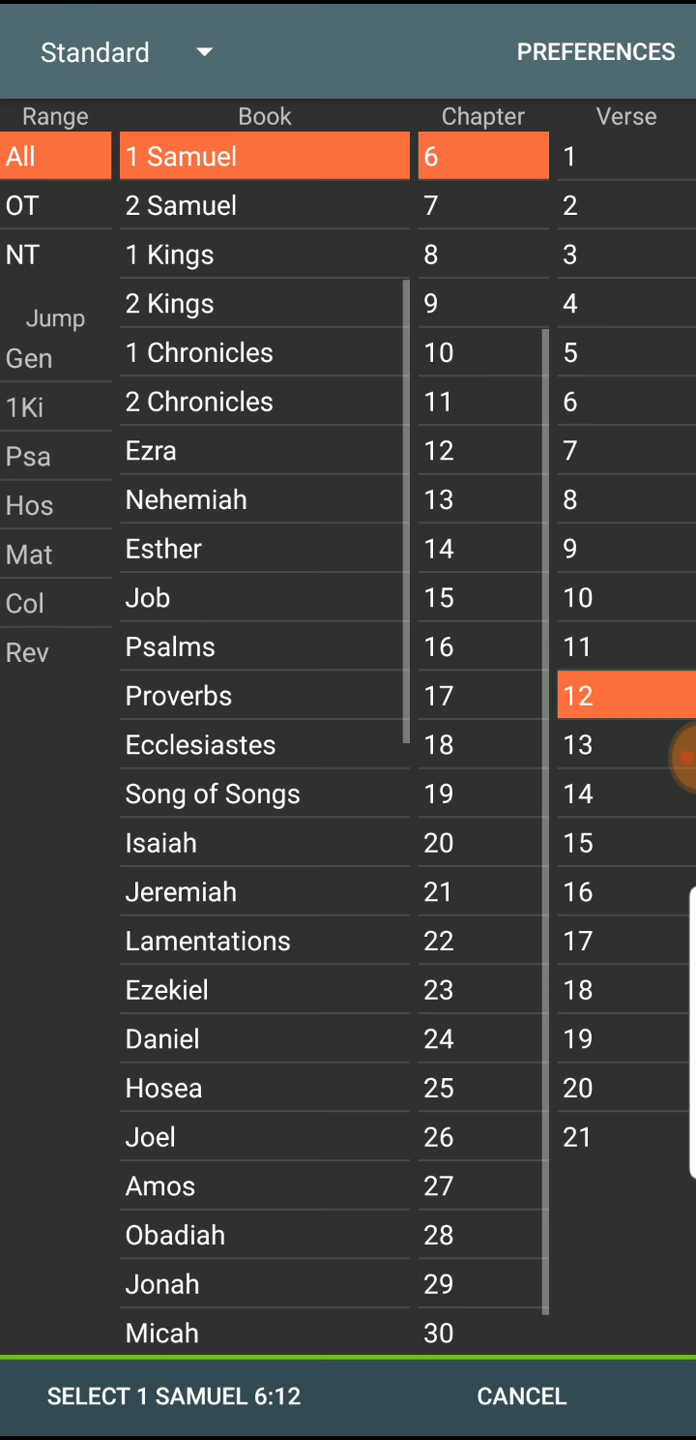 Standard PREFERENCES
Range Book Chapter Verse
All 1 Samuel 6 1
OT 2 Samuel 7 2
NT 1 Kings 8 3
Jump 2 Kings 9 4
Gen 1 Chronicles 10 5
1Ki 2 Chronicles 11 6
Psa Ezra 12 7
Hos Nehemiah 13 8
Mat Esther 14 9
Col Job 15 10
Rev Psalms 16 11
Proverbs 17 12
Ecclesiastes 18 13
Song of Songs 19 14
Isaiah 20 15
Jeremiah 21 16
Lamentations 22 17
Ezekiel 23 18
Daniel 24 19
Hosea 25 20
Joel 26 21
Amos 27
Obadiah 28
Jonah 29
Micah 30
SELECT 1 SAMUEL 6:12 CANCEL